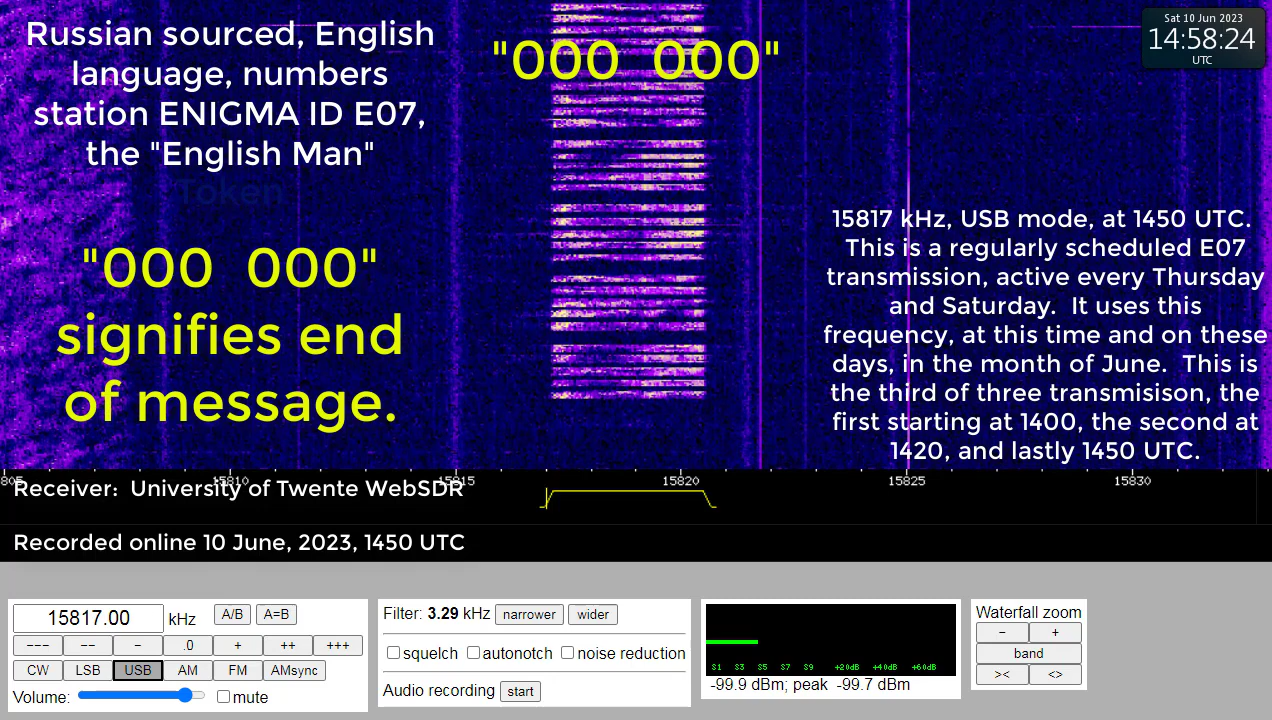 Russian sourced, English
language, numbers
station ENIGMA ID E07,
the "English Man"
Token
"000 000"
Sat 10 Jun 2023
14:58:24
UTC
"000 000"
signifies end
of message.
15817 kHz, USB mode, at 1450 UTC.
This is a regularly scheduled E07
transmission, active every Thursday
and Saturday. It uses this
frequency, at this time and on these
days, in the month of June. This is
the third of three transmisison, the
first starting at 1400, the second at
1420, and lastly 1450 UTC.
805 15810 15815 15820 15825 15830
Receiver: University of Twente WebSDR
Recorded online 10 June, 2023, 1450 UTC
15817.00 kHz A/B A=B
--- -- - .0 + ++ +++
CW LSB USB AM FM AMsync
Volume: mute
Filter: 3.29 kHz narrower wider
squelch autonotch noise reduction
Audio recording start
S1 S3 S5 S7 S9 +20dB +40dB +60dB
-99.9 dBm; peak -99.7 dBm
Waterfall zoom
- +
band
>< <>